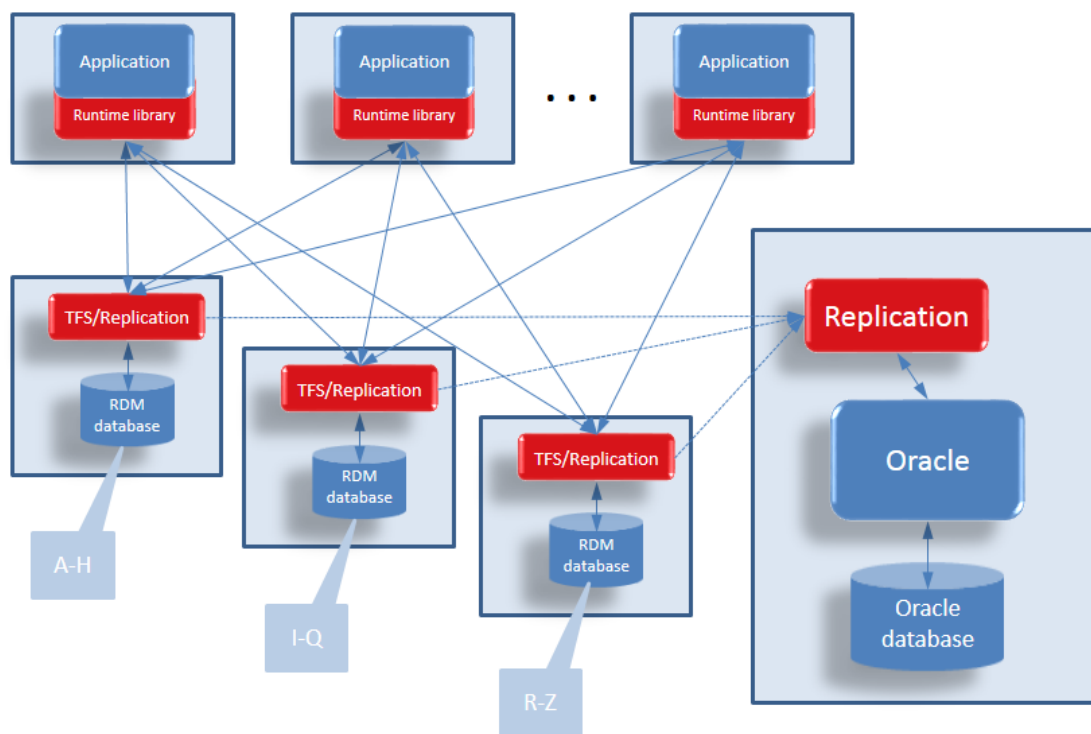 Application
Runtime library
Application
Runtime library
...
Application
Runtime library
TFS/Replication
RDM
database
A-H
TFS/Replication
RDM
database
I-Q
TFS/Replication
RDM
database
R-Z
Replication
Oracle
Oracle
database